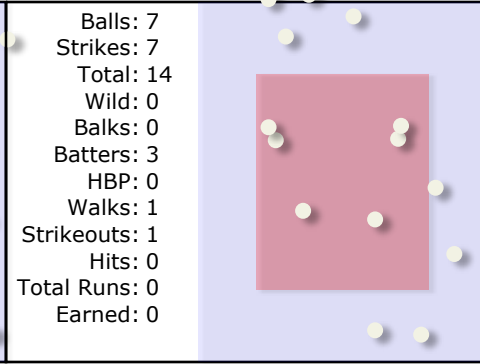 Balls: 7
Strikes: 7
Total: 14
Wild: 0
Balks: 0
Batters: 3
HBP: 0
Walks: 1
Strikeouts: 1
Hits: 0
Total Runs: 0
Earned: 0